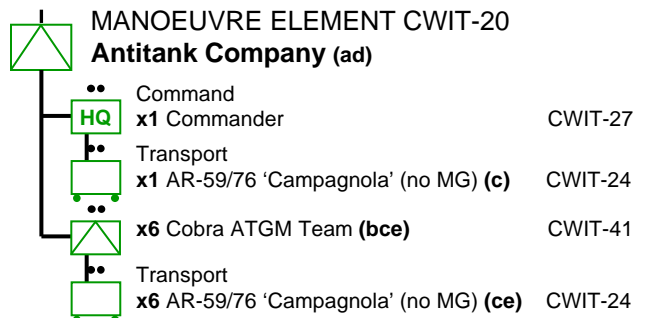 MANOEUVRE ELEMENT CWIT-20
Antitank Company (ad)
Command
HQ x1 Commander CWIT-27
Transport
x1 AR-59/76 ‘Campagnola’ (no MG) (c) CWIT-24
x6 Cobra ATGM Team (bce) CWIT-41
Transport
x6 AR-59/76 ‘Campagnola’ (no MG) (ce) CWIT-24